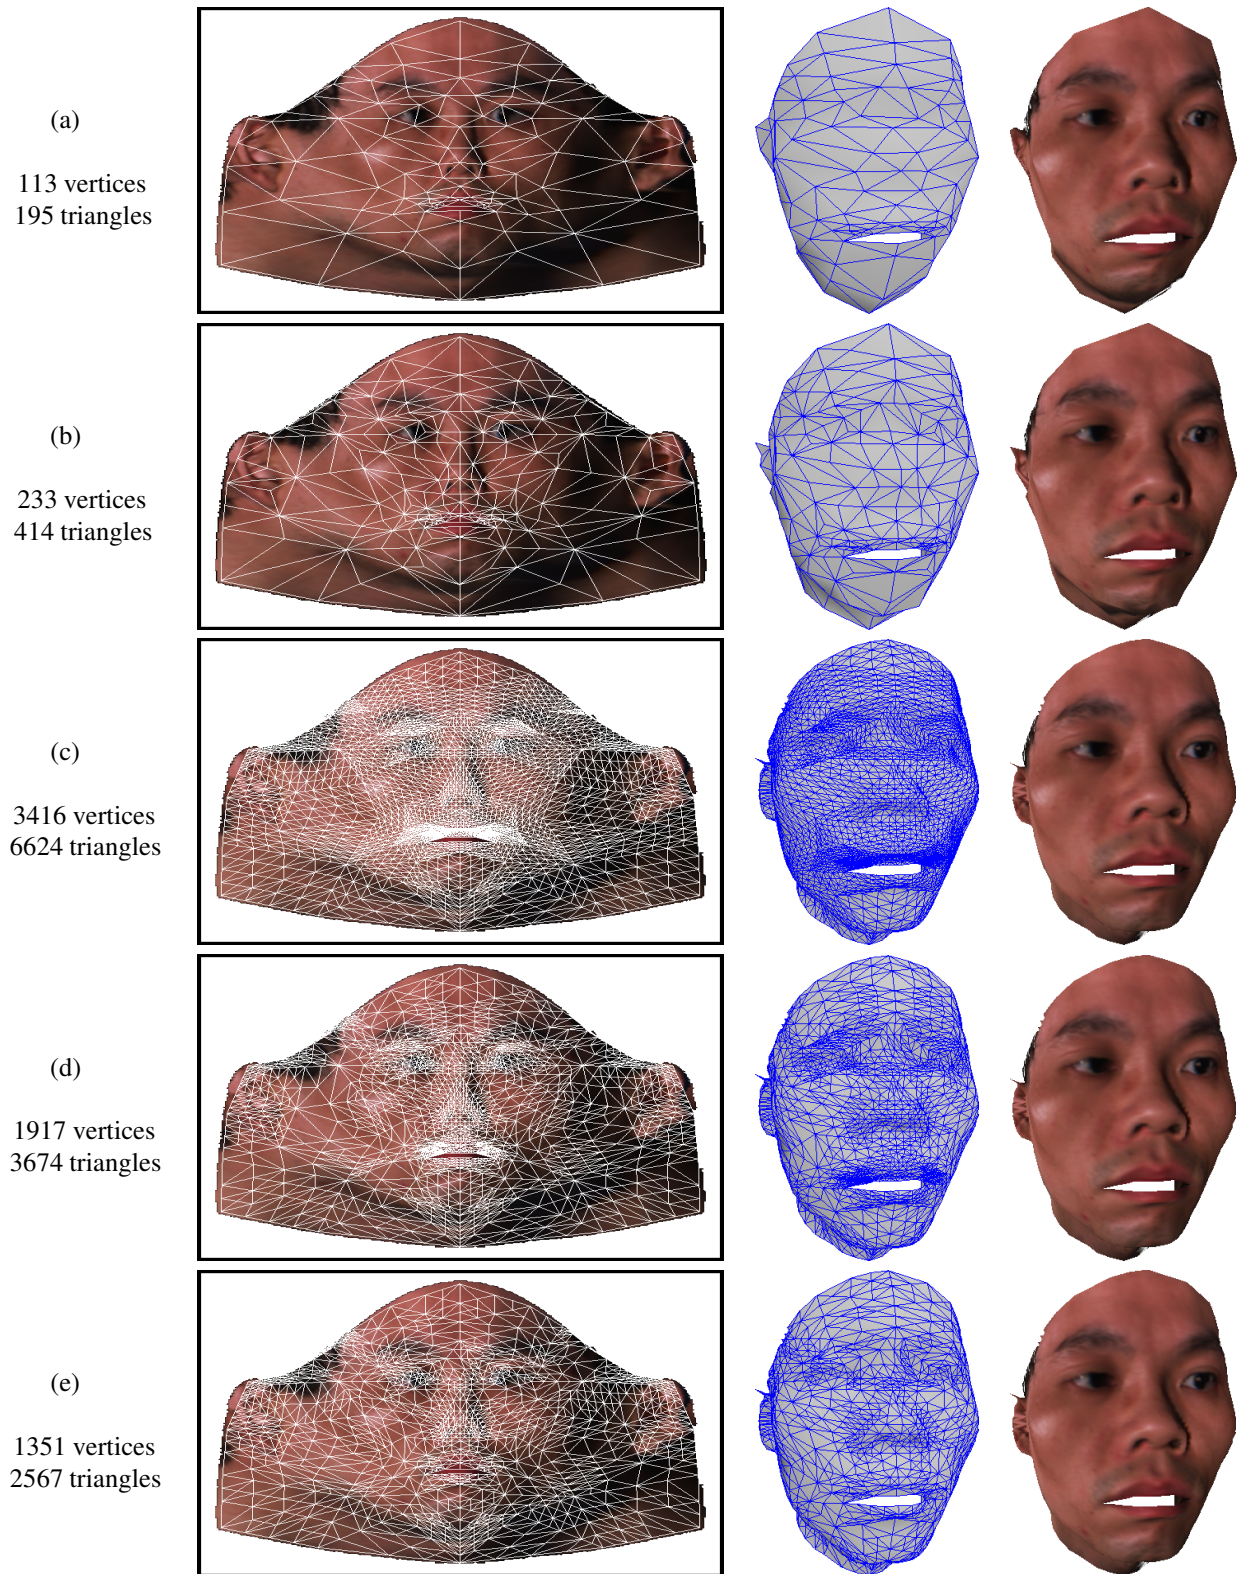 (a)
113 vertices
195 triangles
(b)
233 vertices
414 triangles
(c)
3416 vertices
6624 triangles
(d)
1917 vertices
3674 triangles
(e)
1351 vertices
2567 triangles